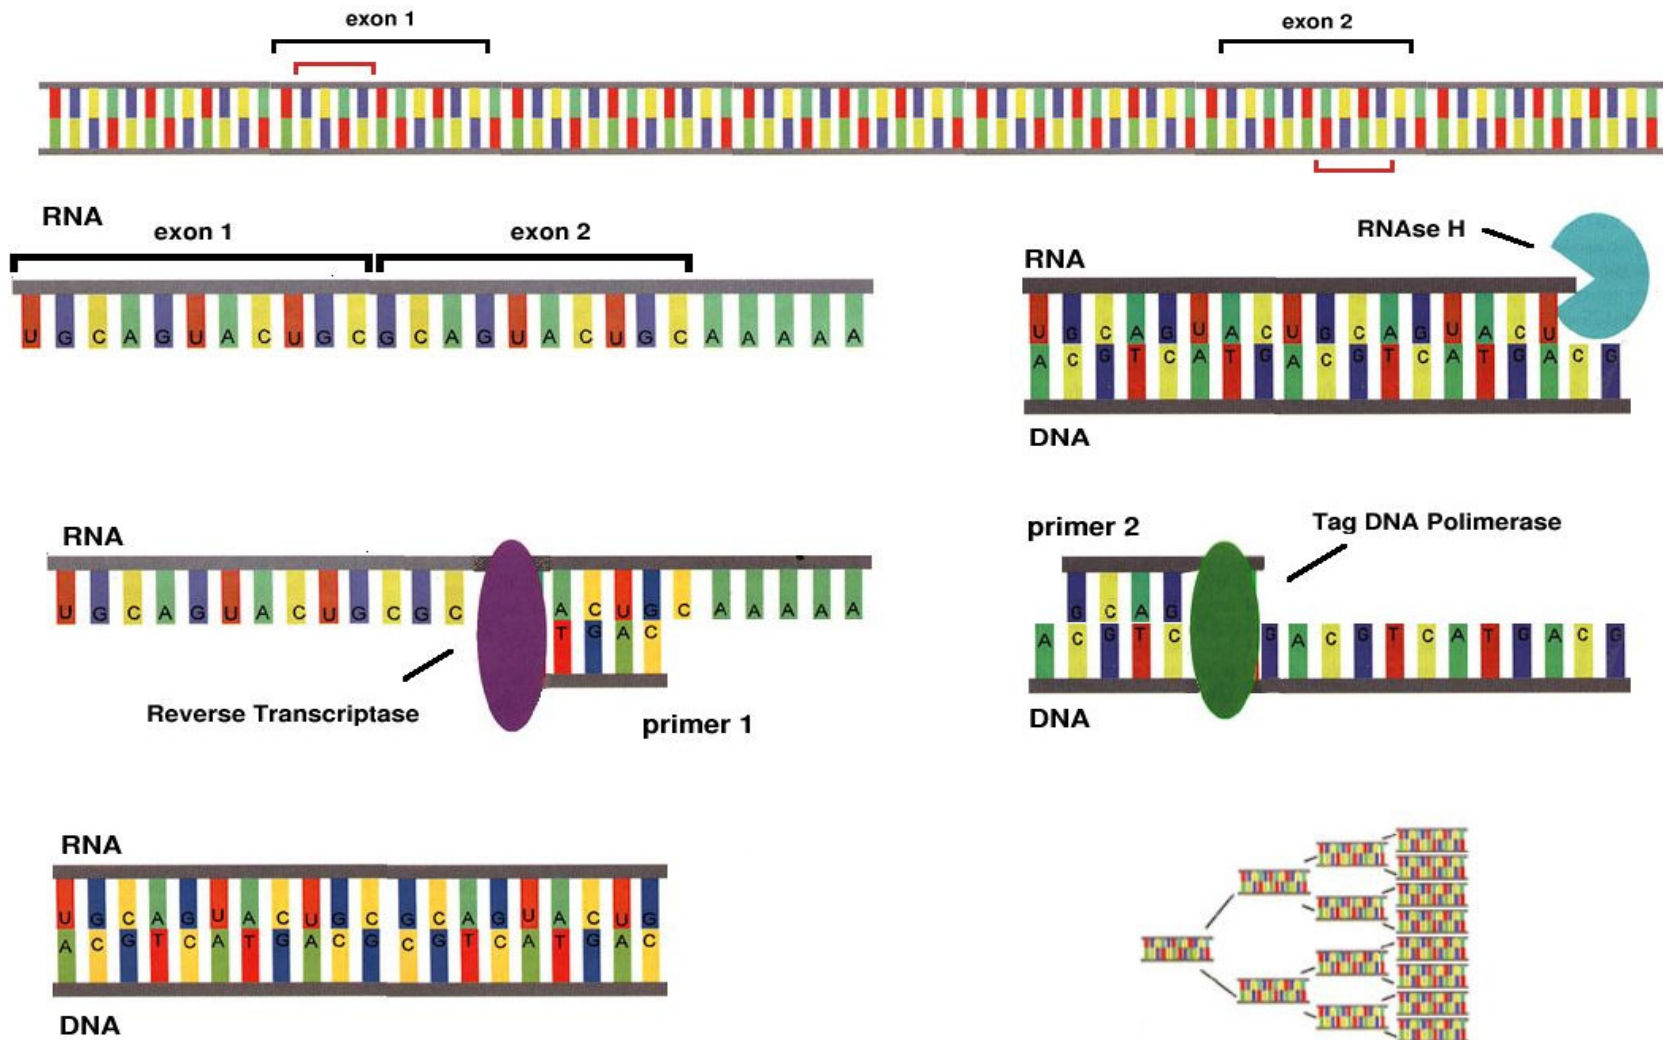 exon 1
exon 2
RNA
exon 1
exon 2
U G C A G U A C U G C G C A G U A C U G C A A A A A
RNAse H
RNA
U G C A G U A C U G C A G U A C U
A C G T C A T G A C G T C A T G A C G
DNA
RNA
U G C A G U A C U G C G C A C U G C A A A A A
T G A C
Reverse Transcriptase
primer 1
primer 2
Tag DNA Polimerase
G C A G
A C G T C G A C G T C A T G A C G
DNA
RNA
U G C A G U A C U G C G C A G U A C U G
A C G T C A T G A C G C G T C A T G A C
DNA